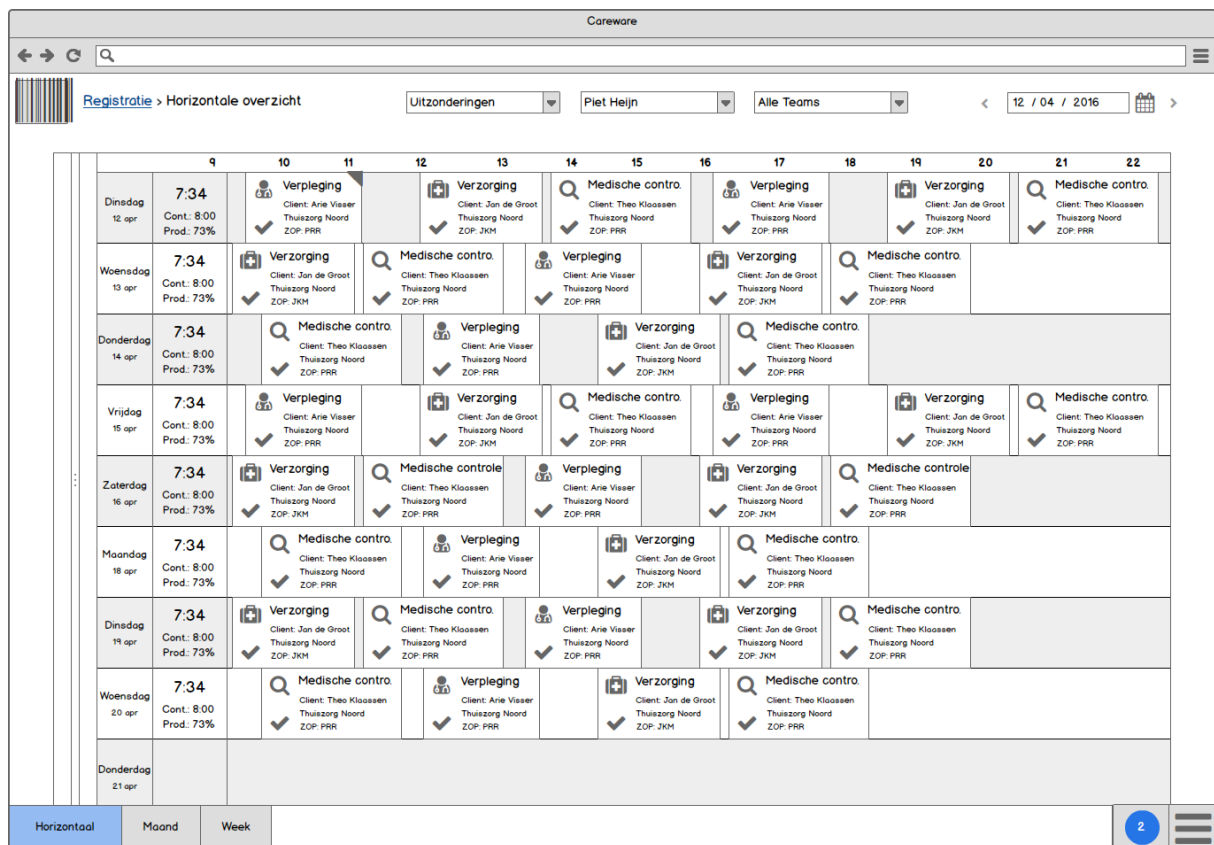 Careware
Registratie > Horizontale overzicht
Uitzonderingen
Piet Heijn
Alle Teams
< 12 / 04 / 2016 >
9 10 11 12 13 14 15 16 17 18 19 20 21 22
Dinsdag
12 apr
7:34
Cont.: 8:00
Prod.: 73%
Verpleging
Client: Arie Visser
Thuiszorg Noord
ZOP: PRR
Verzorging
Client: Jan de Groot
Thuiszorg Noord
ZOP: JKM
Medische contro.
Client: Theo Klaassen
Thuiszorg Noord
ZOP: PRR
Verpleging
Client: Arie Visser
Thuiszorg Noord
ZOP: PRR
Verzorging
Client: Jan de Groot
Thuiszorg Noord
ZOP: JKM
Medische contro.
Client: Theo Klaassen
Thuiszorg Noord
ZOP: PRR
Woensdag
13 apr
7:34
Cont.: 8:00
Prod.: 73%
Verzorging
Client: Jan de Groot
Thuiszorg Noord
ZOP: JKM
Medische contro.
Client: Theo Klaassen
Thuiszorg Noord
ZOP: PRR
Verpleging
Client: Arie Visser
Thuiszorg Noord
ZOP: PRR
Verzorging
Client: Jan de Groot
Thuiszorg Noord
ZOP: JKM
Medische contro.
Client: Theo Klaassen
Thuiszorg Noord
ZOP: PRR
Donderdag
14 apr
7:34
Cont.: 8:00
Prod.: 73%
Medische contro.
Client: Theo Klaassen
Thuiszorg Noord
ZOP: PRR
Verpleging
Client: Arie Visser
Thuiszorg Noord
ZOP: PRR
Verzorging
Client: Jan de Groot
Thuiszorg Noord
ZOP: JKM
Medische contro.
Client: Theo Klaassen
Thuiszorg Noord
ZOP: PRR
Vrijdag
15 apr
7:34
Cont.: 8:00
Prod.: 73%
Verpleging
Client: Arie Visser
Thuiszorg Noord
ZOP: PRR
Verzorging
Client: Jan de Groot
Thuiszorg Noord
ZOP: JKM
Medische contro.
Client: Theo Klaassen
Thuiszorg Noord
ZOP: PRR
Verpleging
Client: Arie Visser
Thuiszorg Noord
ZOP: PRR
Verzorging
Client: Jan de Groot
Thuiszorg Noord
ZOP: JKM
Medische contro.
Client: Theo Klaassen
Thuiszorg Noord
ZOP: PRR
Zaterdag
16 apr
7:34
Cont.: 8:00
Prod.: 73%
Verzorging
Client: Jan de Groot
Thuiszorg Noord
ZOP: JKM
Medische controle
Client: Theo Klaassen
Thuiszorg Noord
ZOP: PRR
Verpleging
Client: Arie Visser
Thuiszorg Noord
ZOP: PRR
Verzorging
Client: Jan de Groot
Thuiszorg Noord
ZOP: JKM
Medische controle
Client: Theo Klaassen
Thuiszorg Noord
ZOP: PRR
Maandag
18 apr
7:34
Cont.: 8:00
Prod.: 73%
Medische contro.
Client: Theo Klaassen
Thuiszorg Noord
ZOP: PRR
Verpleging
Client: Arie Visser
Thuiszorg Noord
ZOP: PRR
Verzorging
Client: Jan de Groot
Thuiszorg Noord
ZOP: JKM
Medische contro.
Client: Theo Klaassen
Thuiszorg Noord
ZOP: PRR
Dinsdag
19 apr
7:34
Cont.: 8:00
Prod.: 73%
Verzorging
Client: Jan de Groot
Thuiszorg Noord
ZOP: JKM
Medische contro.
Client: Theo Klaassen
Thuiszorg Noord
ZOP: PRR
Verpleging
Client: Arie Visser
Thuiszorg Noord
ZOP: PRR
Verzorging
Client: Jan de Groot
Thuiszorg Noord
ZOP: JKM
Medische contro.
Client: Theo Klaassen
Thuiszorg Noord
ZOP: PRR
Woensdag
20 apr
7:34
Cont.: 8:00
Prod.: 73%
Medische contro.
Client: Theo Klaassen
Thuiszorg Noord
ZOP: PRR
Verpleging
Client: Arie Visser
Thuiszorg Noord
ZOP: PRR
Verzorging
Client: Jan de Groot
Thuiszorg Noord
ZOP: JKM
Medische contro.
Client: Theo Klaassen
Thuiszorg Noord
ZOP: PRR
Donderdag
21 apr
Horizontaal
Maand
Week
2